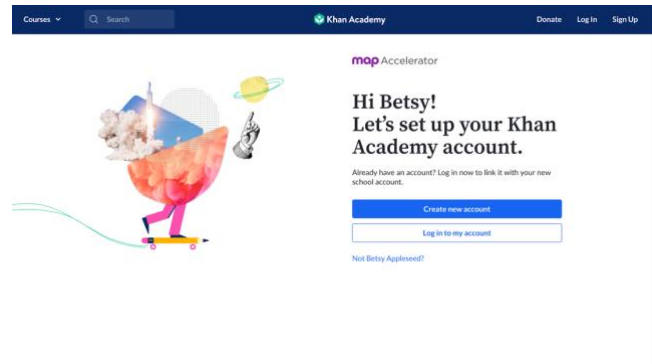 Courses
Search
Khan Academy
Donate
Log In
Sign Up
map Accelerator
Hi Betsy!
Let's set up your Khan
Academy account.
Already have an account? Log in now to link it with your new
school account.
Create new account
Log in to my account
Not Betsy Appleseed?